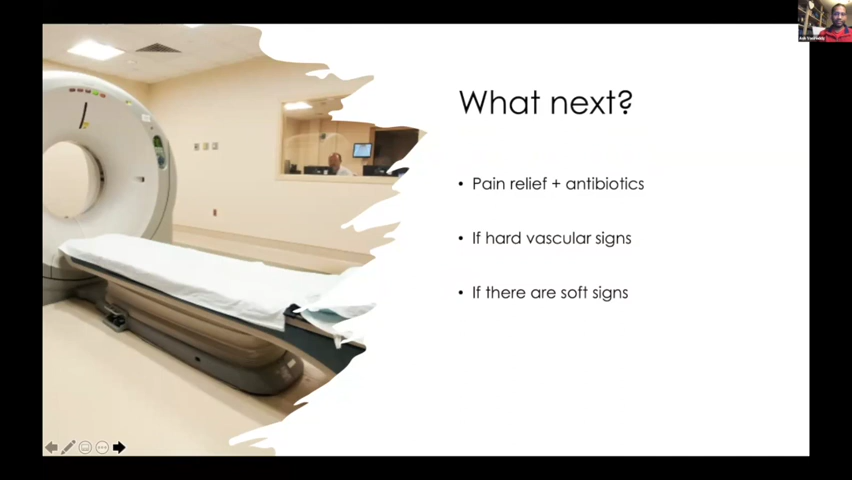 What next?
• Pain relief + antibiotics
• If hard vascular signs
• If there are soft signs